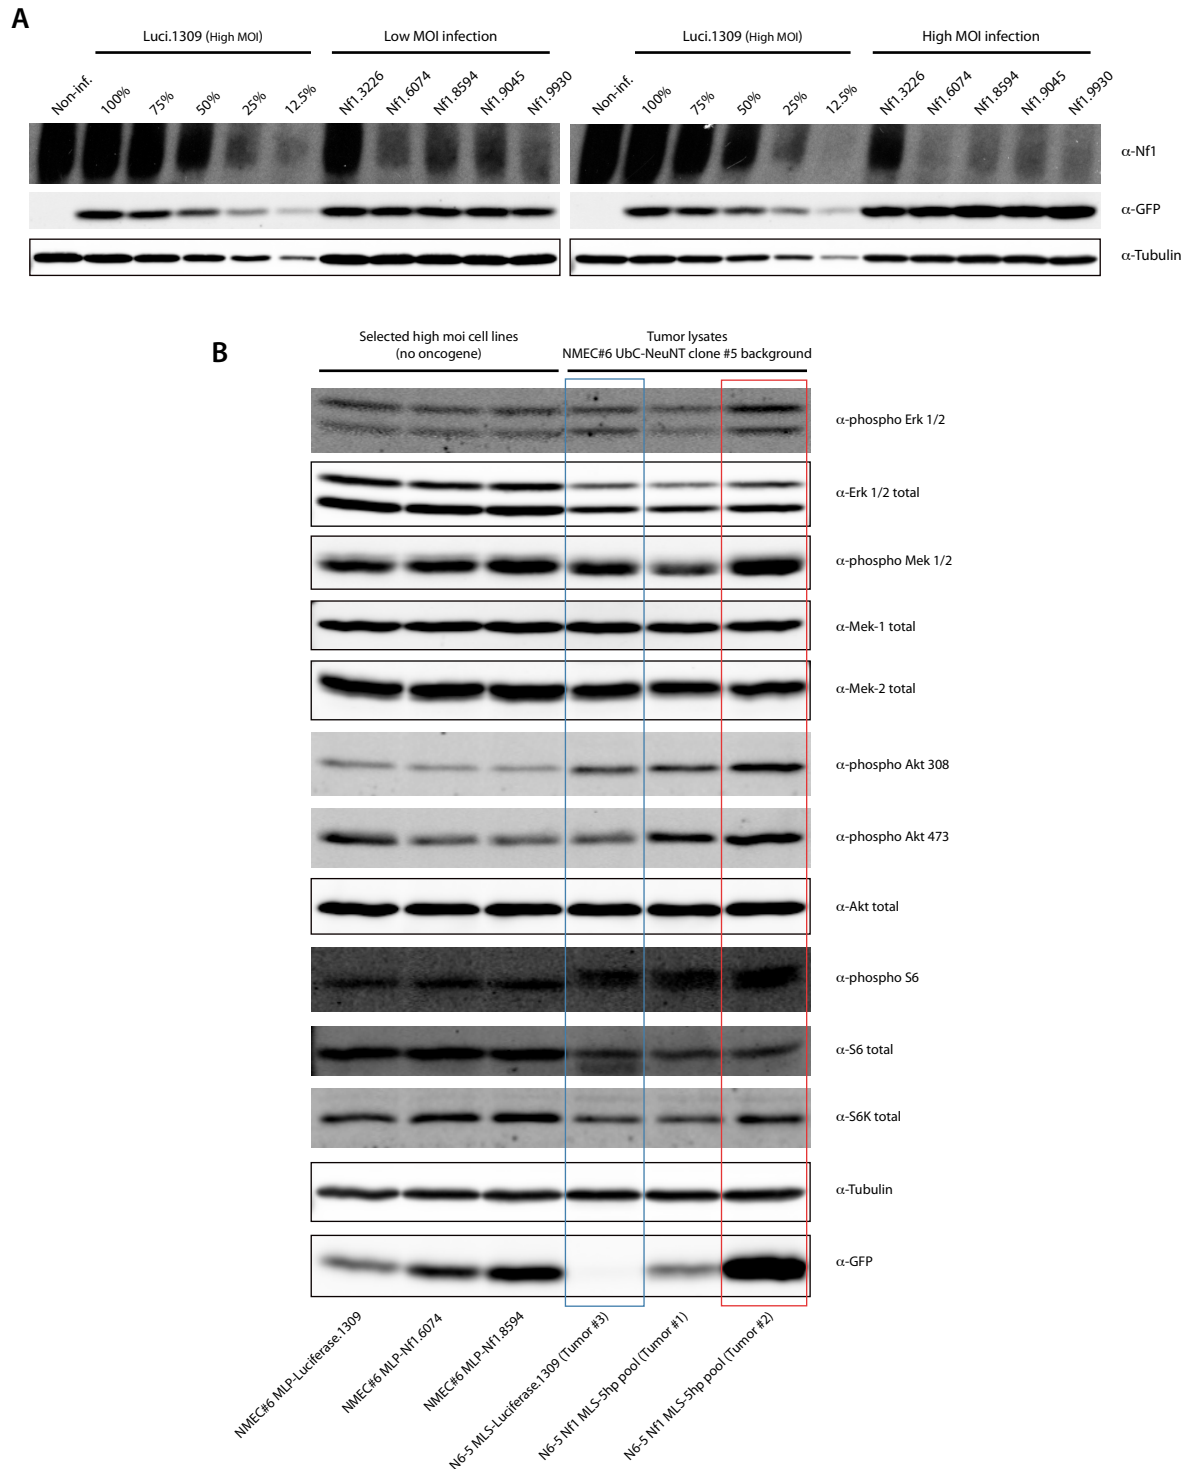 A
Luci.1309 (High MOI)
Low MOI infection
Luci.1309 (High MOI)
High MOI infection
Non-inf.
100%
75%
50%
25%
12.5%
Nf1.3226
Nf1.6074
Nf1.8594
Nf1.9045
Nf1.9930
Non-inf.
100%
75%
50%
25%
12.5%
Nf1.3226
Nf1.6074
Nf1.8594
Nf1.9045
Nf1.9930
α-Nf1
α-GFP
α-Tubulin
B
Selected high moi cell lines
(no oncogene)
Tumor lysates
NMEC#6 UbC-NeuNT clone #5 background
α-phospho Erk 1/2
α-Erk 1/2 total
α-phospho Mek 1/2
α-Mek-1 total
α-Mek-2 total
α-phospho Akt 308
α-phospho Akt 473
α-Akt total
α-phospho S6
α-S6 total
α-S6K total
α-Tubulin
α-GFP
NMEC#6 MLP-Luciferase.1309
NMEC#6 MLP-Nf1.6074
NMEC#6 MLP-Nf1.8594
N6-5 MLS-Luciferase.1309 (Tumor #3)
N6-5 Nf1 MLS-5hp pool (Tumor #1)
N6-5 Nf1 MLS-5hp pool (Tumor #2)